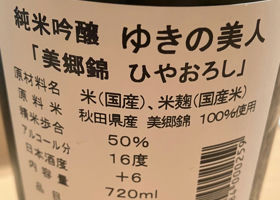 純米吟醸 ゆきの美人
「美郷錦 ひやおろし」
原材料名 米(国産)、米麹(国産米)
原料米 秋田県産 美郷錦 100%使用
精米歩合 50%
アルコール分 16度
日本酒度 +6
内容量 720ml